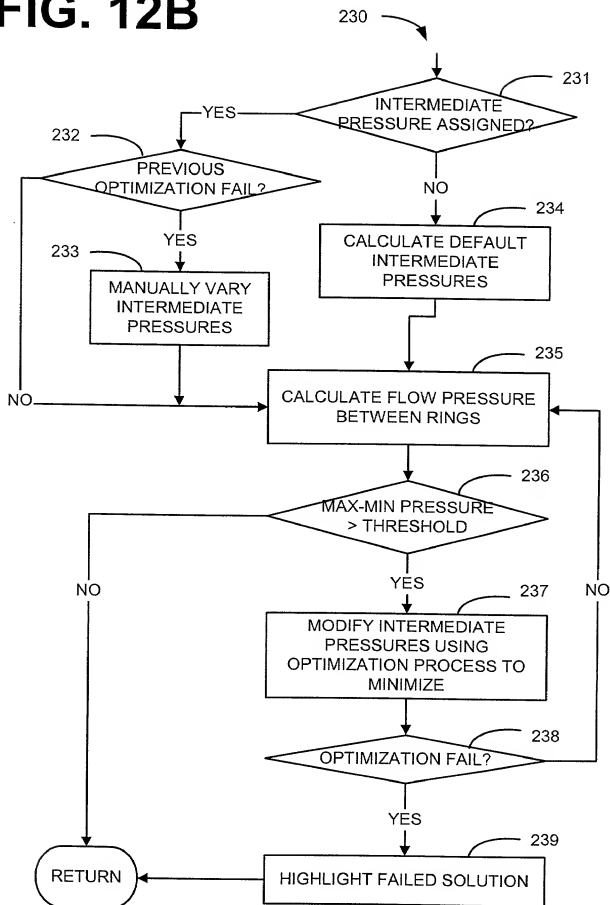 FIG. 12B
230
231
INTERMEDIATE
PRESSURE ASSIGNED?
YES
232
PREVIOUS
OPTIMIZATION FAIL?
NO
234
CALCULATE DEFAULT
INTERMEDIATE
PRESSURES
YES
233
MANUALLY VARY
INTERMEDIATE
PRESSURES
235
CALCULATE FLOW PRESSURE
BETWEEN RINGS
NO
236
MAX-MIN PRESSURE
> THRESHOLD
NO
YES
NO
237
MODIFY INTERMEDIATE
PRESSURES USING
OPTIMIZATION PROCESS TO
MINIMIZE
238
OPTIMIZATION FAIL?
YES
239
HIGHLIGHT FAILED SOLUTION
RETURN